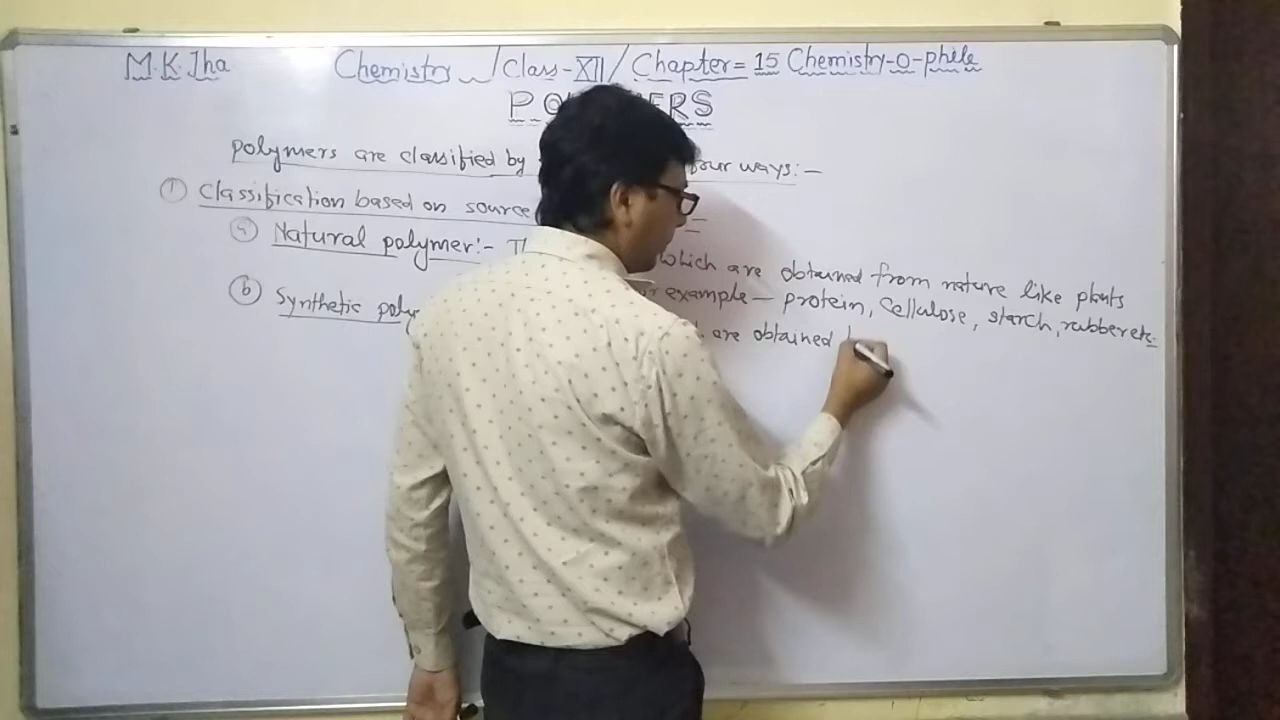 M.K.Jha Chemistry /Class-XII/ Chapter= 15 Chemistry-O-phile
PO ERS
polymers are classified by four ways:-
① Classification based on source =
ⓐ Natural polymer:- which are obtained from nature like plants
example - protein, cellulose, starch, rubber etc.
ⓑ Synthetic poly are obtained